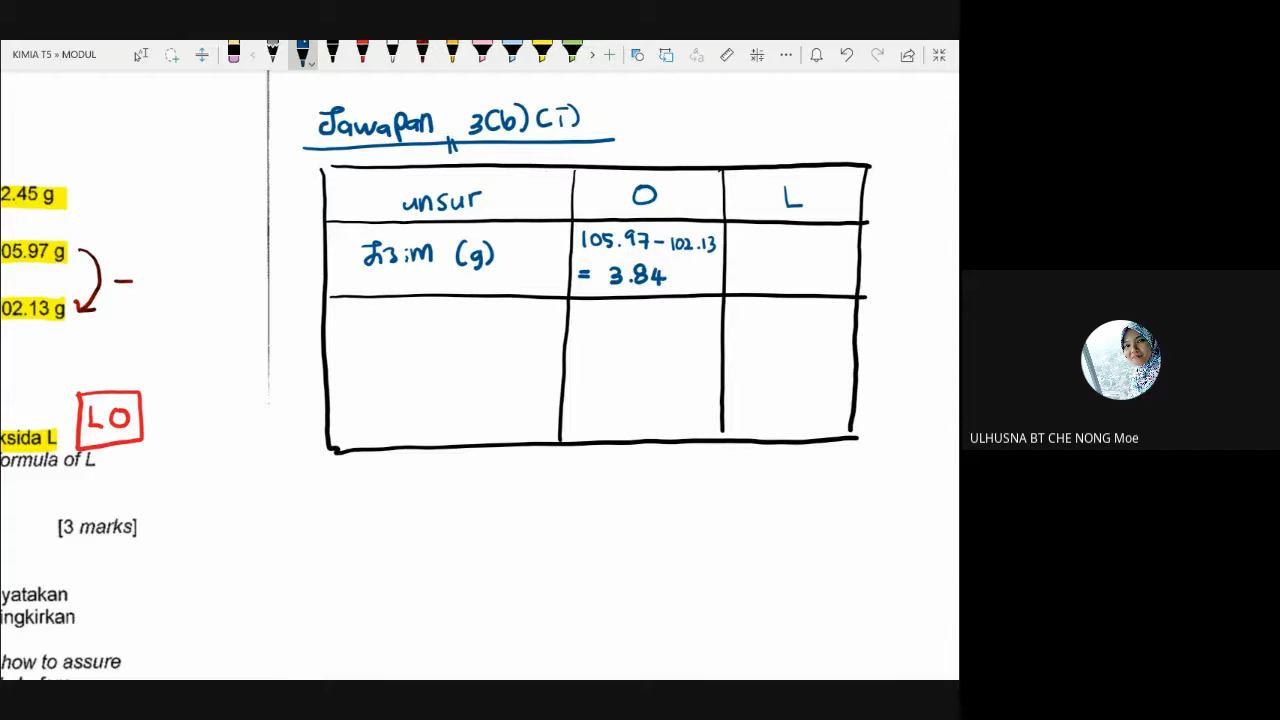 KIMIA T5 » MODUL
2.45 g
05.97 g
02.13 g
LO
ksida L
ormula of L
[3 marks]
yatakan
ingkirkan
how to assure
Jawapan 3(b)(i)
unsur O L
Jisim (g) 105.97 - 102.13
= 3.84
ULHUSNA BT CHE NONG Moe